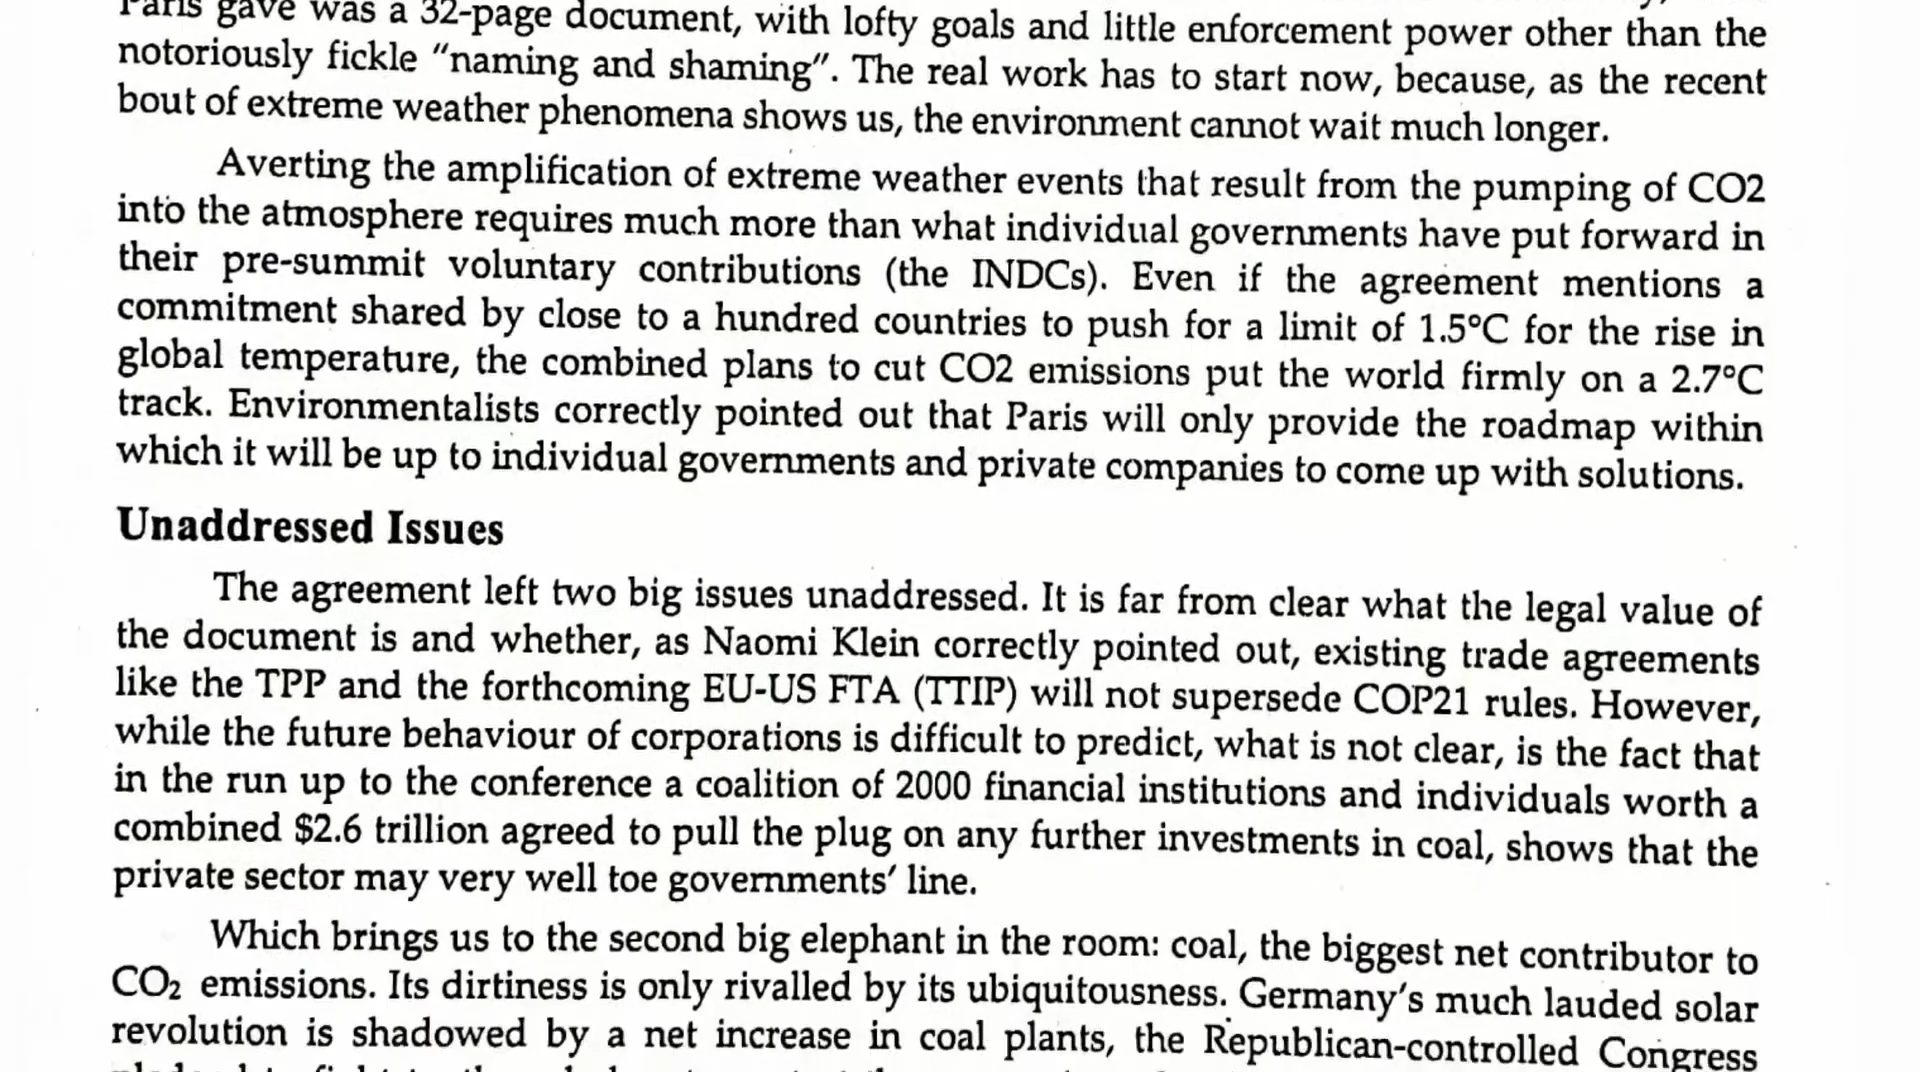 Paris gave was a 32-page document, with lofty goals and little enforcement power other than the
notoriously fickle “naming and shaming”. The real work has to start now, because, as the recent
bout of extreme weather phenomena shows us, the environment cannot wait much longer.
Averting the amplification of extreme weather events that result from the pumping of CO2
into the atmosphere requires much more than what individual governments have put forward in
their pre-summit voluntary contributions (the INDCs). Even if the agreement mentions a
commitment shared by close to a hundred countries to push for a limit of 1.5°C for the rise in
global temperature, the combined plans to cut CO2 emissions put the world firmly on a 2.7°C
track. Environmentalists correctly pointed out that Paris will only provide the roadmap within
which it will be up to individual governments and private companies to come up with solutions.
Unaddressed Issues
The agreement left two big issues unaddressed. It is far from clear what the legal value of
the document is and whether, as Naomi Klein correctly pointed out, existing trade agreements
like the TPP and the forthcoming EU-US FTA (TTIP) will not supersede COP21 rules. However,
while the future behaviour of corporations is difficult to predict, what is not clear, is the fact that
in the run up to the conference a coalition of 2000 financial institutions and individuals worth a
combined $2.6 trillion agreed to pull the plug on any further investments in coal, shows that the
private sector may very well toe governments’ line.
Which brings us to the second big elephant in the room: coal, the biggest net contributor to
CO₂ emissions. Its dirtiness is only rivalled by its ubiquitousness. Germany’s much lauded solar
revolution is shadowed by a net increase in coal plants, the Republican-controlled Congress